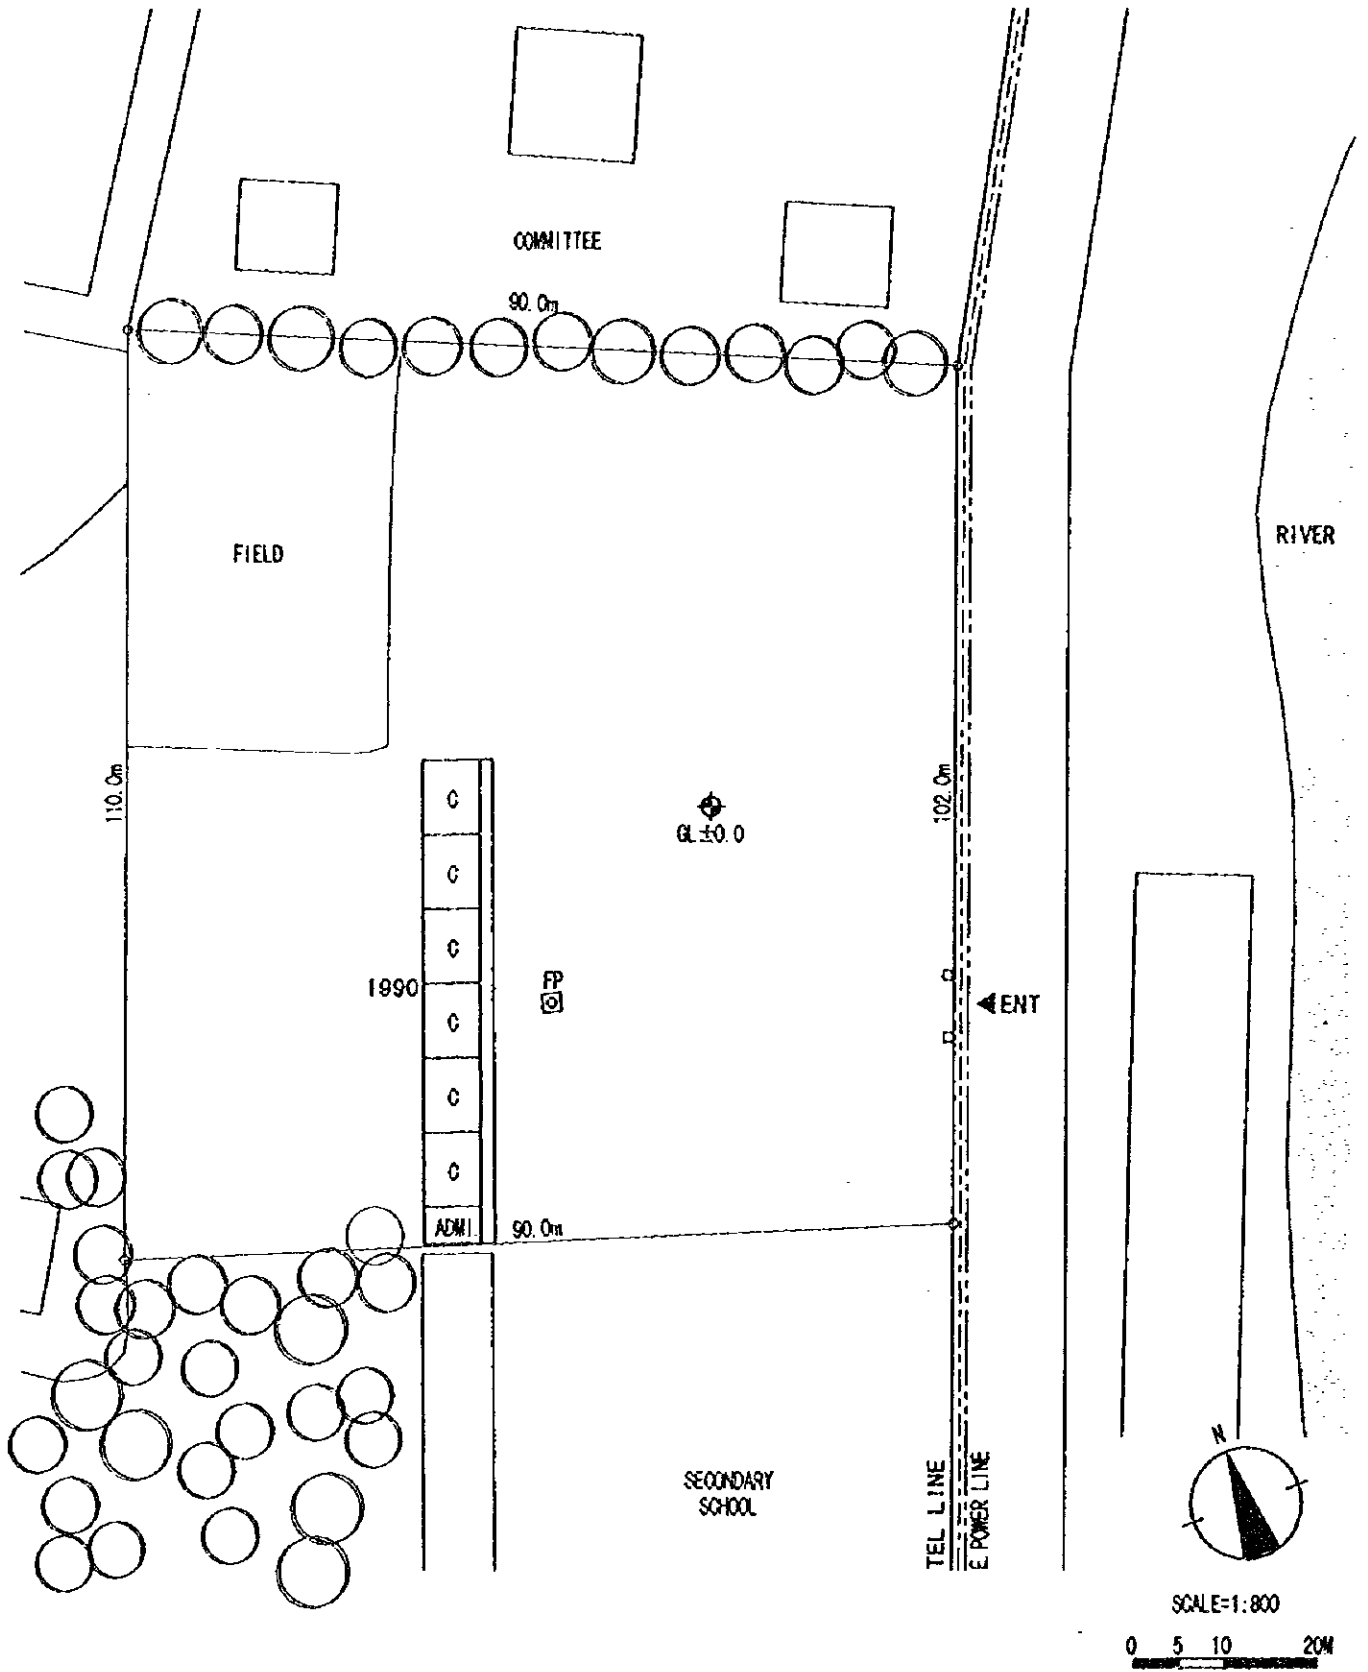 COMMITTEE
90.0m
RIVER
FIELD
110.0m
102.0m
C
GL±0.0
C
C
1990
FP
C
ENT
C
C
ADMI.
90.0m
N
SECONDARY
SCHOOL
TEL LINE
E POWER LINE
SCALE=1:800
0 5 10 20M